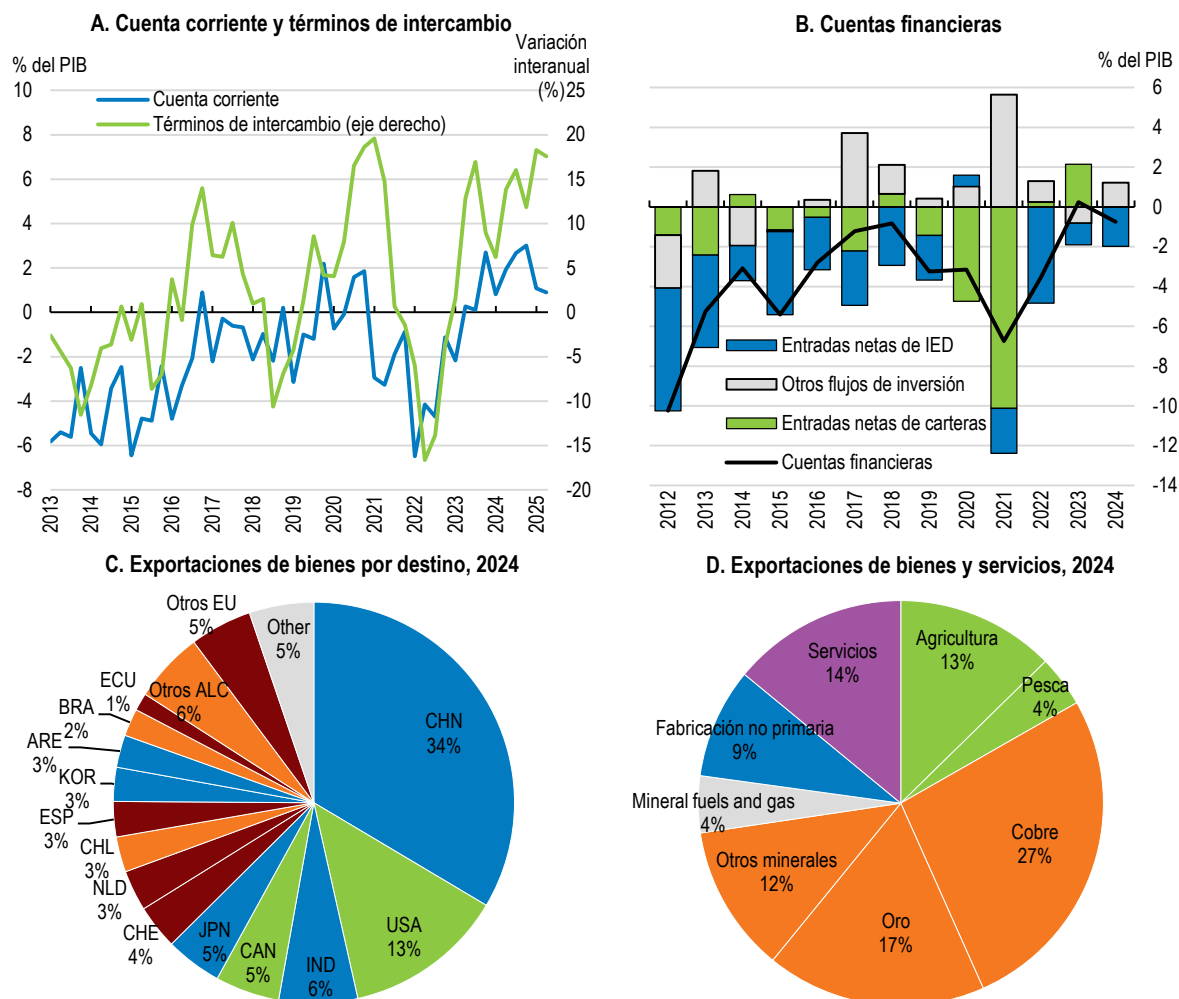 A. Cuenta corriente y términos de intercambio
% del PIB
Variación
interanual
(%)
Cuenta corriente
Términos de intercambio (eje derecho)
10
8
6
4
2
0
-2
-4
-6
-8
25
20
15
10
5
0
-5
-10
-15
-20
2013
2014
2015
2016
2017
2018
2019
2020
2021
2022
2023
2024
2025
B. Cuentas financieras
% del PIB
6
4
2
0
-2
-4
-6
-8
-10
-12
-14
Entradas netas de IED
Otros flujos de inversión
Entradas netas de carteras
Cuentas financieras
2012
2013
2014
2015
2016
2017
2018
2019
2020
2021
2022
2023
2024
C. Exportaciones de bienes por destino, 2024
CHN
34%
USA
13%
IND
6%
CAN
5%
JPN
5%
CHE
4%
NLD
3%
CHL
3%
ESP
3%
KOR
3%
ARE
3%
BRA
2%
ECU
1%
Otros ALC
6%
Otros EU
5%
Other
5%
D. Exportaciones de bienes y servicios, 2024
Agricultura
13%
Pesca
4%
Cobre
27%
Oro
17%
Otros minerales
12%
Mineral fuels and gas
4%
Fabricación no primaria
9%
Servicios
14%